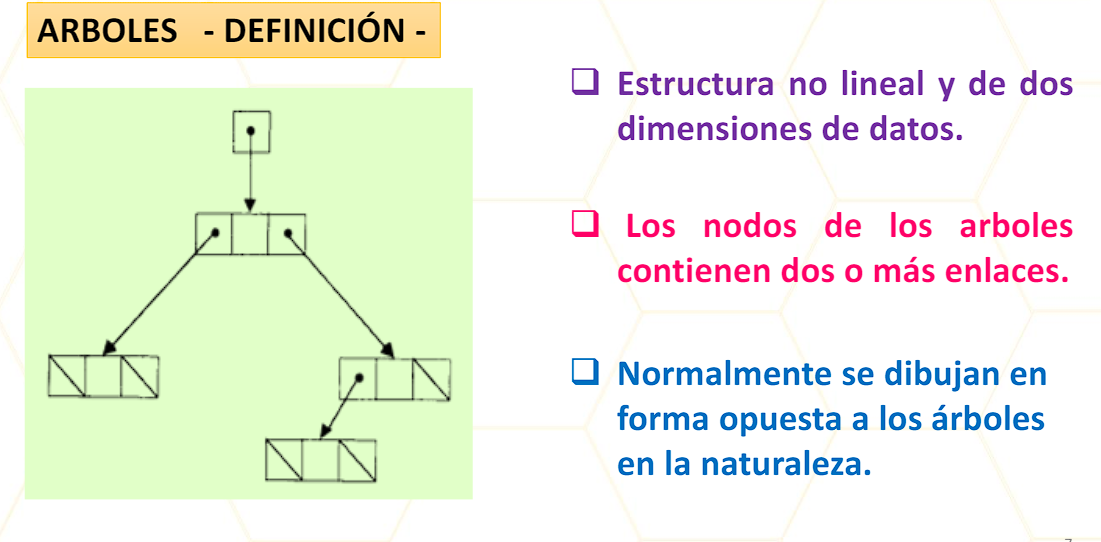 ARBOLES - DEFINICIÓN -
❑ Estructura no lineal y de dos
dimensiones de datos.
❑ Los nodos de los arboles
contienen dos o más enlaces.
❑ Normalmente se dibujan en
forma opuesta a los árboles
en la naturaleza.